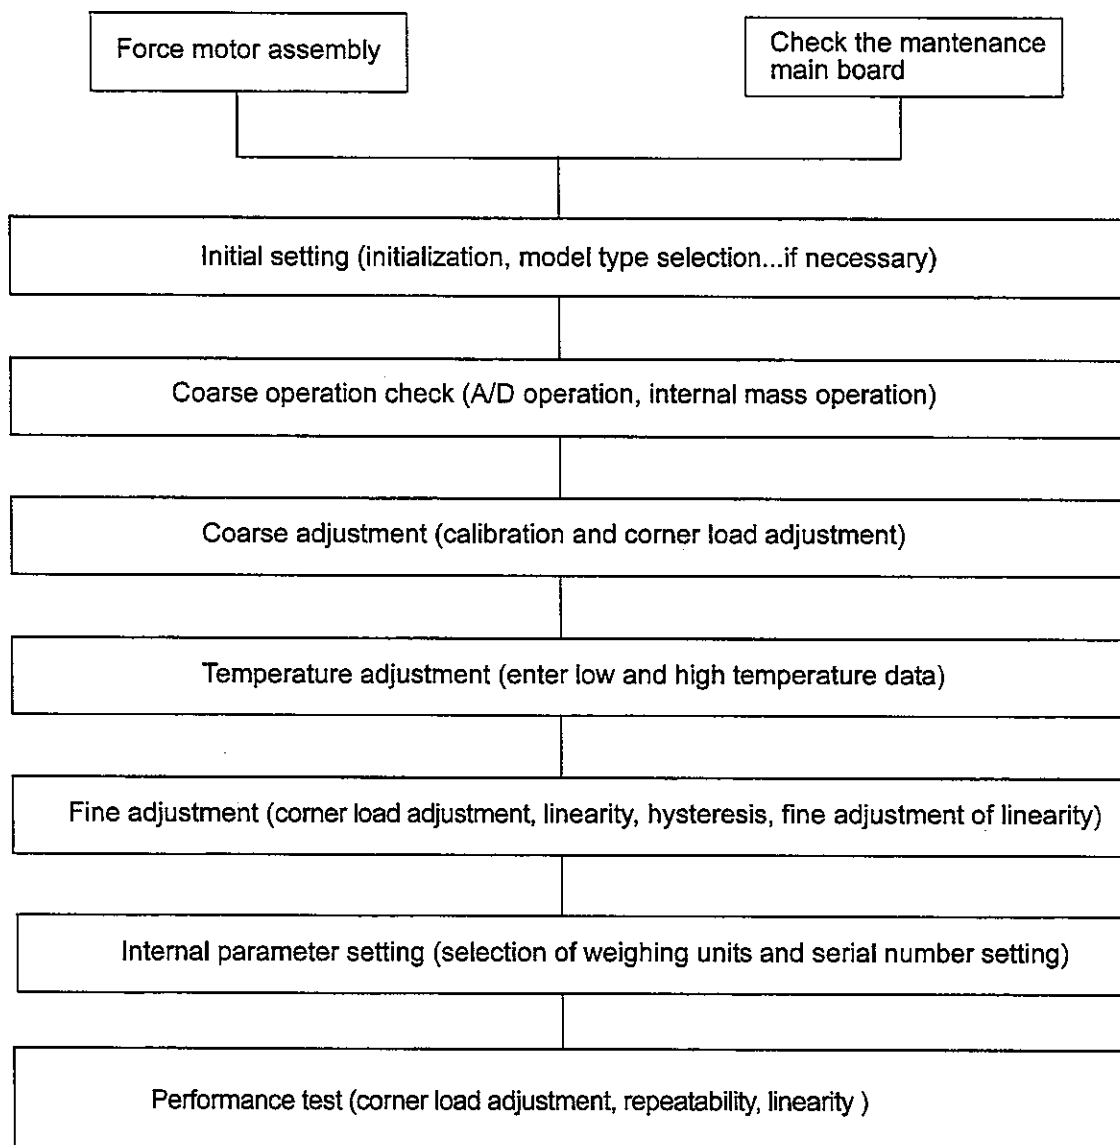 Force motor assembly
Check the mantenance
main board
Initial setting (initialization, model type selection...if necessary)
Coarse operation check (A/D operation, internal mass operation)
Coarse adjustment (calibration and corner load adjustment)
Temperature adjustment (enter low and high temperature data)
Fine adjustment (corner load adjustment, linearity, hysteresis, fine adjustment of linearity)
Internal parameter setting (selection of weighing units and serial number setting)
Performance test (corner load adjustment, repeatability, linearity )